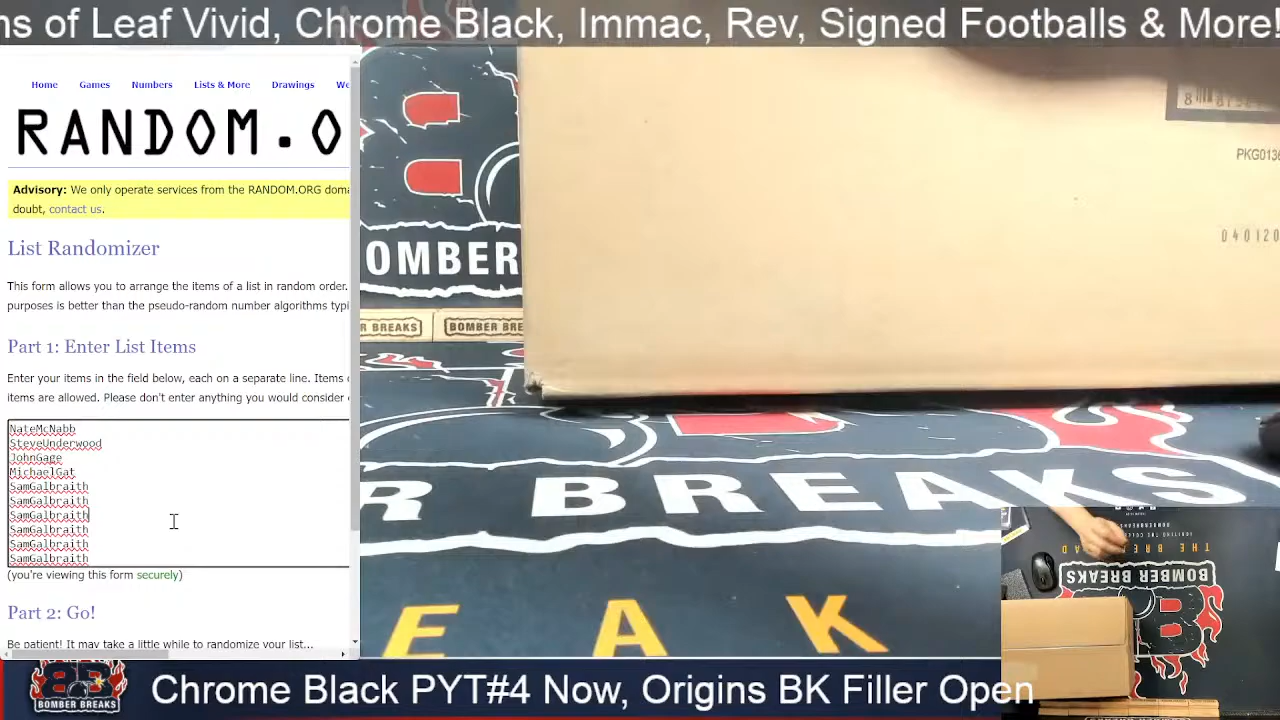 ns of Leaf Vivid, Chrome Black, Immac, Rev, Signed Footballs & More!
Home Games Numbers Lists & More Drawings We
RANDOM.O
Advisory: We only operate services from the RANDOM.ORG doma
doubt, contact us.
List Randomizer
This form allows you to arrange the items of a list in random order.
purposes is better than the pseudo-random number algorithms typi
Part 1: Enter List Items
Enter your items in the field below, each on a separate line. Items c
items are allowed. Please don't enter anything you would consider
NateMcNabb
SteveUnderwood
JohnGage
MichaelGat
SamGalbraith
SamGalbraith
SamGalbraith
SamGalbraith
SamGalbraith
SamGalbraith
(you're viewing this form securely)
Part 2: Go!
Be patient! It may take a little while to randomize your list...
PKG0136
040120
OMBER
R BREAKS
BOMBER BRE
R BREAKS
E A K
BOMBER BREAKS
BOMBER BREAKS
Chrome Black PYT#4 Now, Origins BK Filler Open